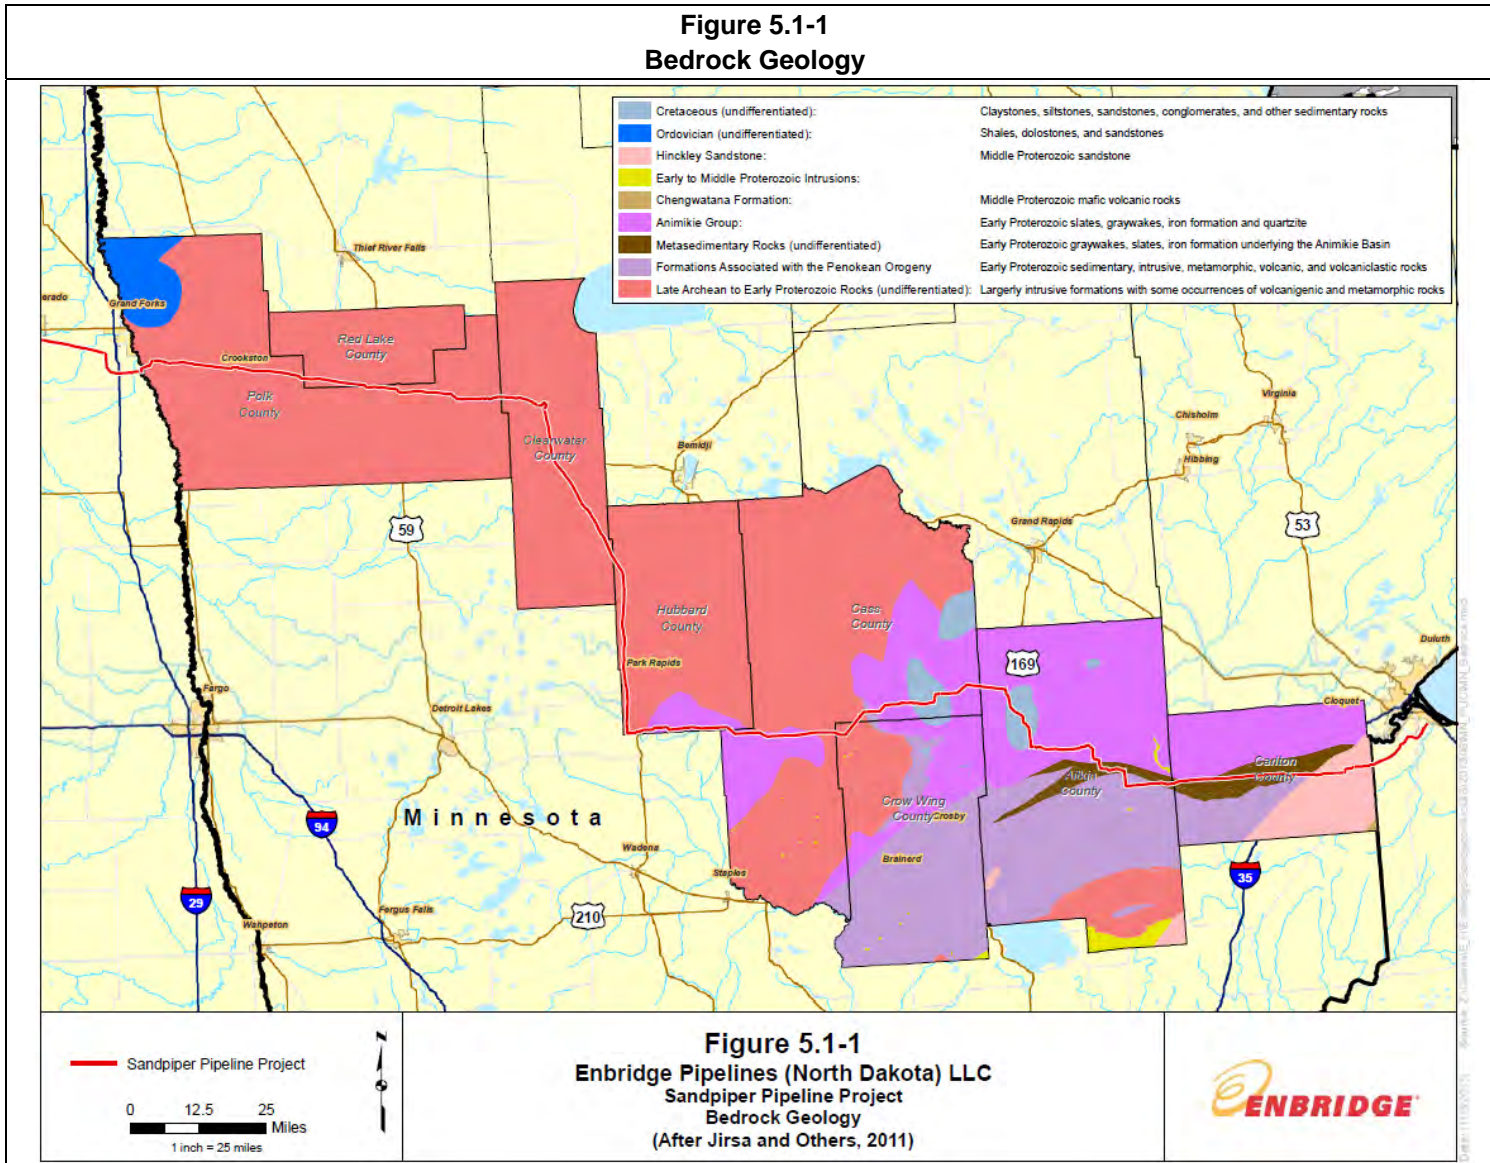 Figure 5.1-1
Bedrock Geology
Cretaceous (undifferentiated): Claystones, siltstones, sandstones, conglomerates, and other sedimentary rocks
Ordovician (undifferentiated): Shales, dolostones, and sandstones
Hinckley Sandstone: Middle Proterozoic sandstone
Early to Middle Proterozoic Intrusions:
Chengwatana Formation: Middle Proterozoic mafic volcanic rocks
Animikie Group: Early Proterozoic slates, graywakes, iron formation and quartzite
Metasedimentary Rocks (undifferentiated) Early Proterozoic graywakes, slates, iron formation underlying the Animikie Basin
Formations Associated with the Penokean Orogeny Early Proterozoic sedimentary, intrusive, metamorphic, volcanic, and volcaniclastic rocks
Late Archean to Early Proterozoic Rocks (undifferentiated): Largerly intrusive formations with some occurrences of volcanigenic and metamorphic rocks
Thief River Falls
erado
Grand Forks
Red Lake
County
Crookston
Polk
County
Clearwater
County
Bemidji
Virginia
Chisholm
Hibbing
Grand Rapids
59
53
Hubbard
County
Cass
County
Park Rapids
169
Duluth
Cloquet
Fargo
Detroit Lakes
Carlton
County
Aitkin
County
Crow Wing
County
Crosby
Minnesota
94
Wadena
Brainerd
Staples
35
29
Fergus Falls
210
Wahpeton
Sandpiper Pipeline Project
N
0 12.5 25
Miles
1 inch = 25 miles
Figure 5.1-1
Enbridge Pipelines (North Dakota) LLC
Sandpiper Pipeline Project
Bedrock Geology
(After Jirsa and Others, 2011)
ENBRIDGE